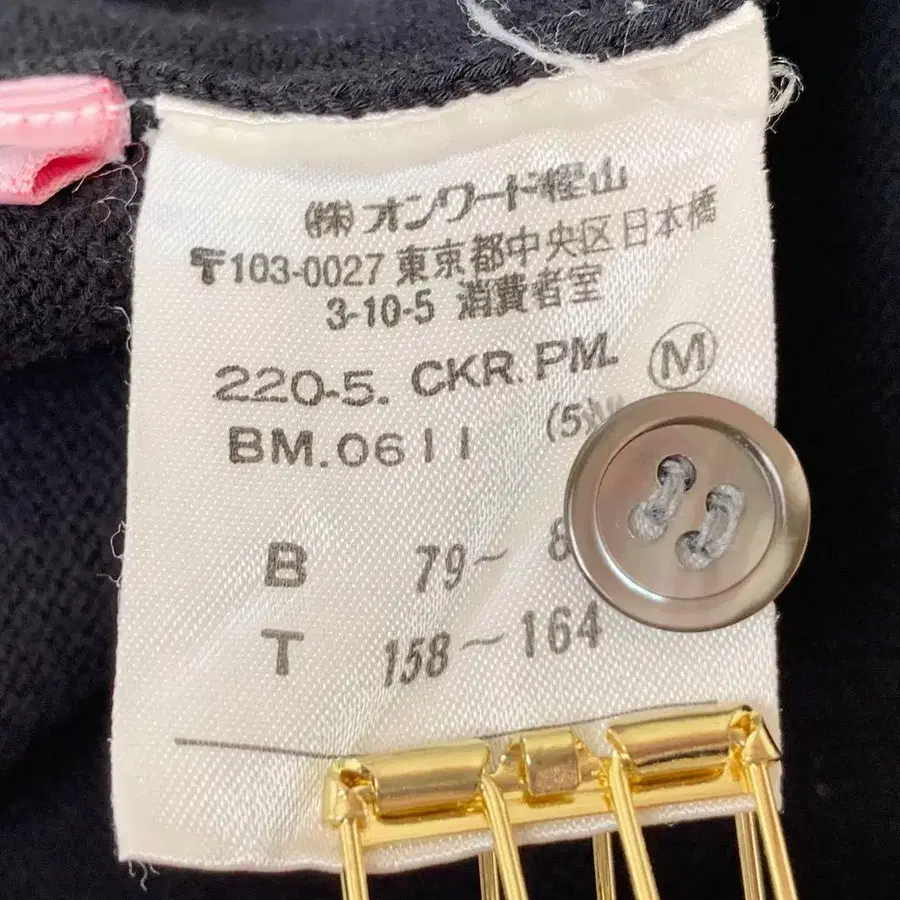 (株)オンワード樫山
〒103-0027 東京都中央区日本橋
3-10-5 消費者室
220-5. CKR. PM. Ⓜ
BM.0611 (5
B 79~ 8
T 158~164